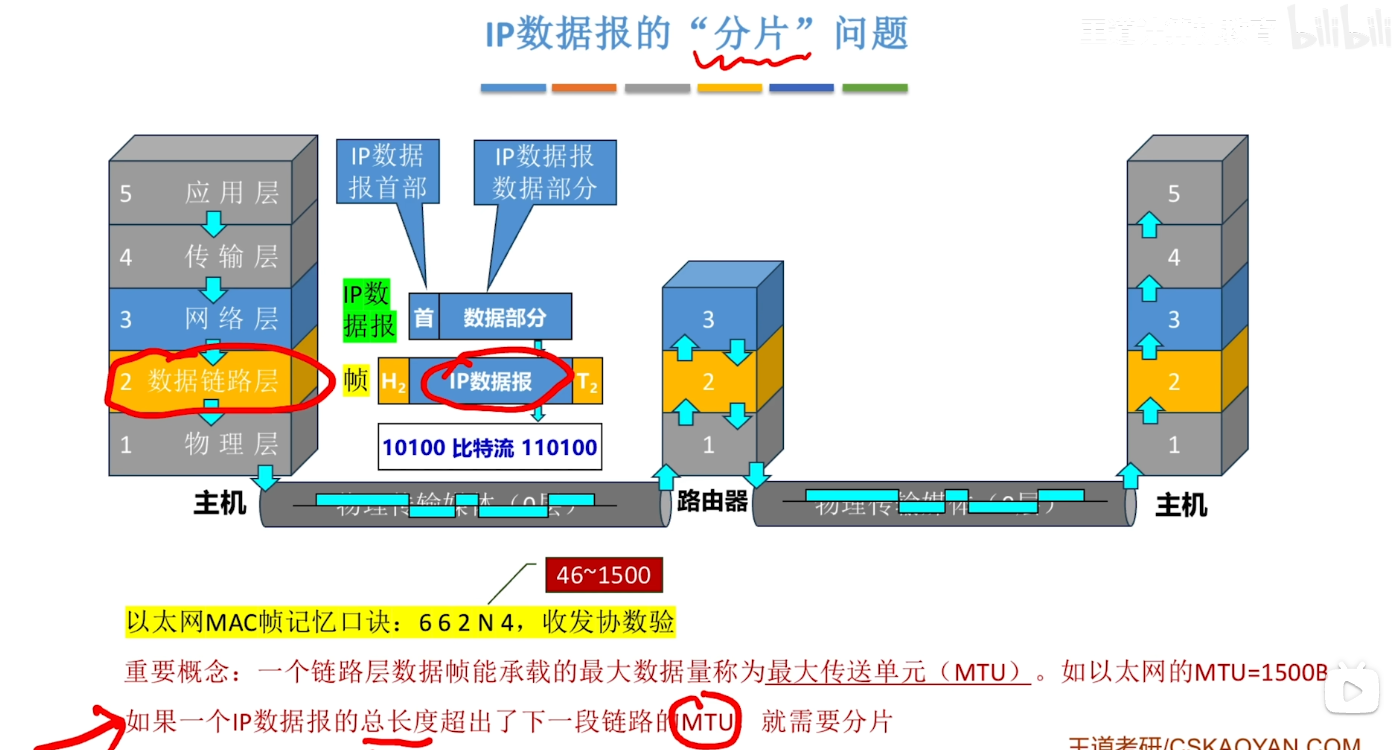 IP数据报的“分片”问题
bilibili
IP数据
报首部
IP数据报
数据部分
5 应用层
4 传输层
3 网络层
2 数据链路层
1 物理层
IP数
据报
首 数据部分
帧 H2 IP数据报 T2
10100 比特流 110100
3
2
1
5
4
3
2
1
主机
物理传输媒体（0层）
路由器
物理传输媒体（0层）
主机
46~1500
以太网MAC帧记忆口诀：6 6 2 N 4，收发协数验
重要概念：一个链路层数据帧能承载的最大数据量称为最大传送单元（MTU）。如以太网的MTU=1500B
如果一个IP数据报的总长度超出了下一段链路的MTU 就需要分片
王道考研/CSKAOYAN.COM